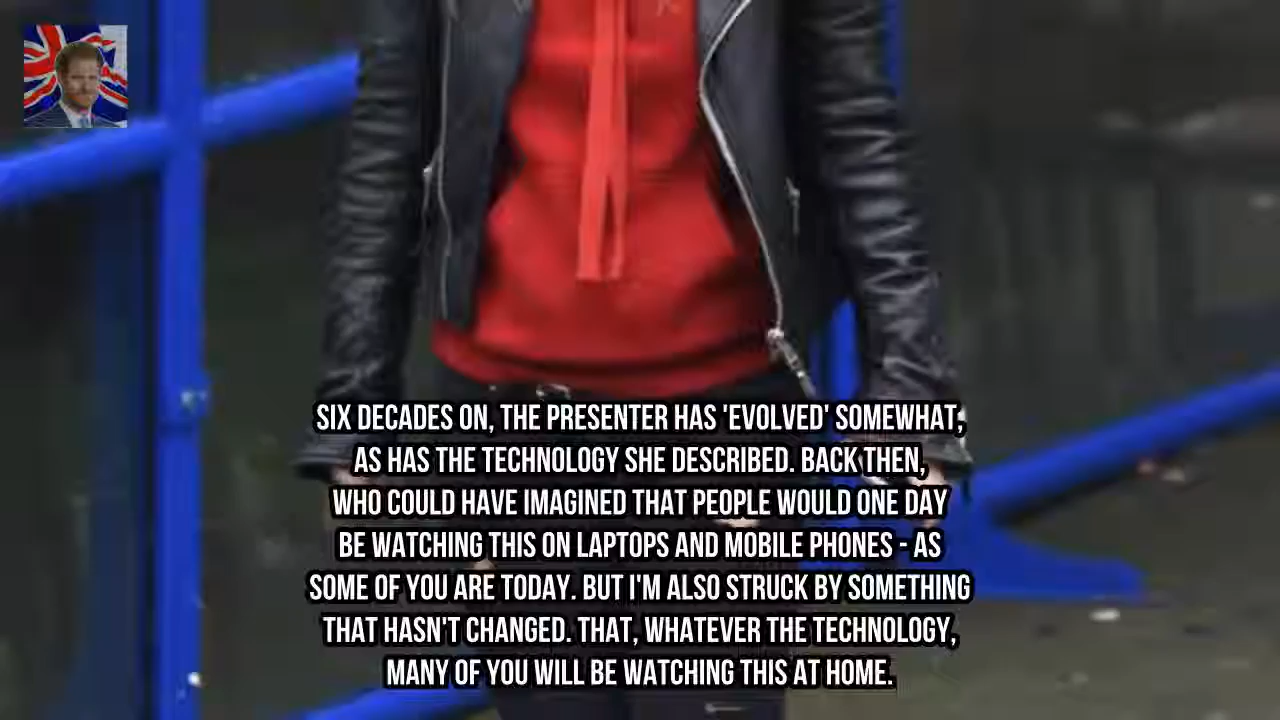 SIX DECADES ON, THE PRESENTER HAS 'EVOLVED' SOMEWHAT,
AS HAS THE TECHNOLOGY SHE DESCRIBED. BACK THEN,
WHO COULD HAVE IMAGINED THAT PEOPLE WOULD ONE DAY
BE WATCHING THIS ON LAPTOPS AND MOBILE PHONES - AS
SOME OF YOU ARE TODAY. BUT I'M ALSO STRUCK BY SOMETHING
THAT HASN'T CHANGED. THAT, WHATEVER THE TECHNOLOGY,
MANY OF YOU WILL BE WATCHING THIS AT HOME.